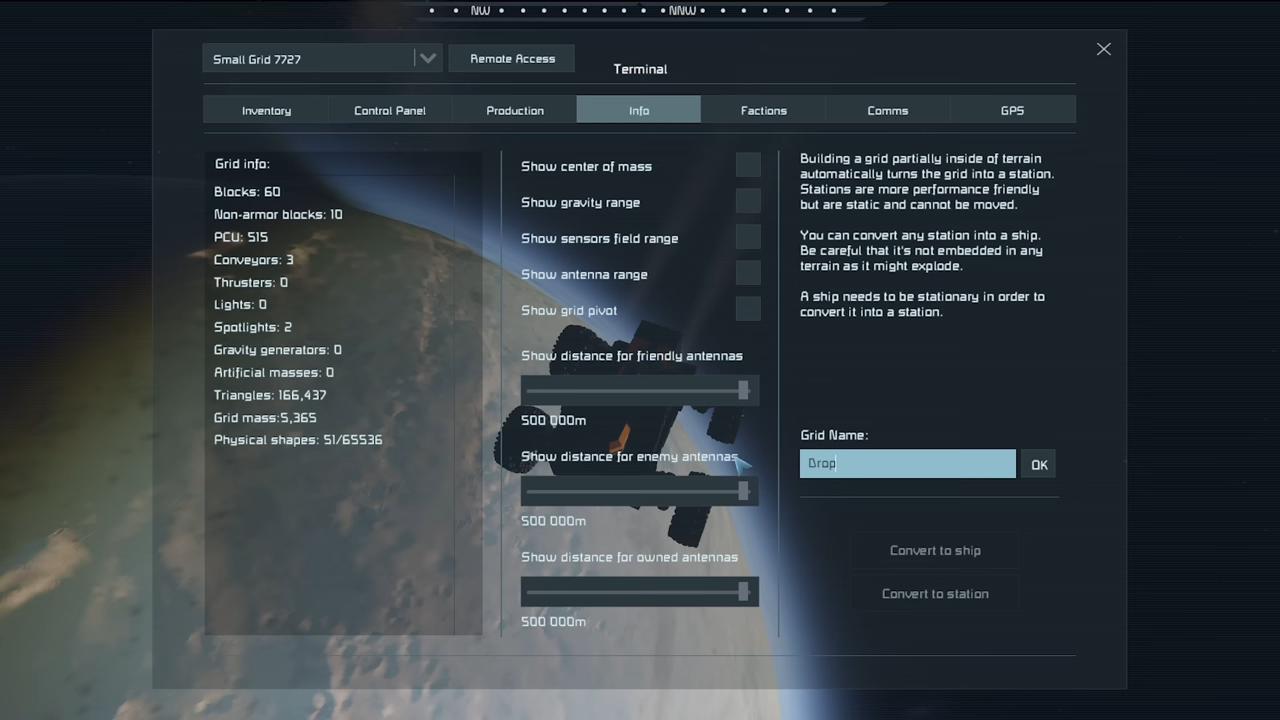 NW NNW
Small Grid 7727
Remote Access
Terminal
Inventory Control Panel Production Info Factions Comms GPS
Grid info:
Blocks: 60
Non-armor blocks: 10
PCU: 515
Conveyors: 3
Thrusters: 0
Lights: 0
Spotlights: 2
Gravity generators: 0
Artificial masses: 0
Triangles: 166,437
Grid mass:5,365
Physical shapes: 51/65536
Show center of mass
Show gravity range
Show sensors field range
Show antenna range
Show grid pivot
Show distance for friendly antennas
500 000m
Show distance for enemy antennas
500 000m
Show distance for owned antennas
500 000m
Building a grid partially inside of terrain
automatically turns the grid into a station.
Stations are more performance friendly
but are static and cannot be moved.
You can convert any station into a ship.
Be careful that it's not embedded in any
terrain as it might explode.
A ship needs to be stationary in order to
convert it into a station.
Grid Name:
Drop
OK
Convert to ship
Convert to station